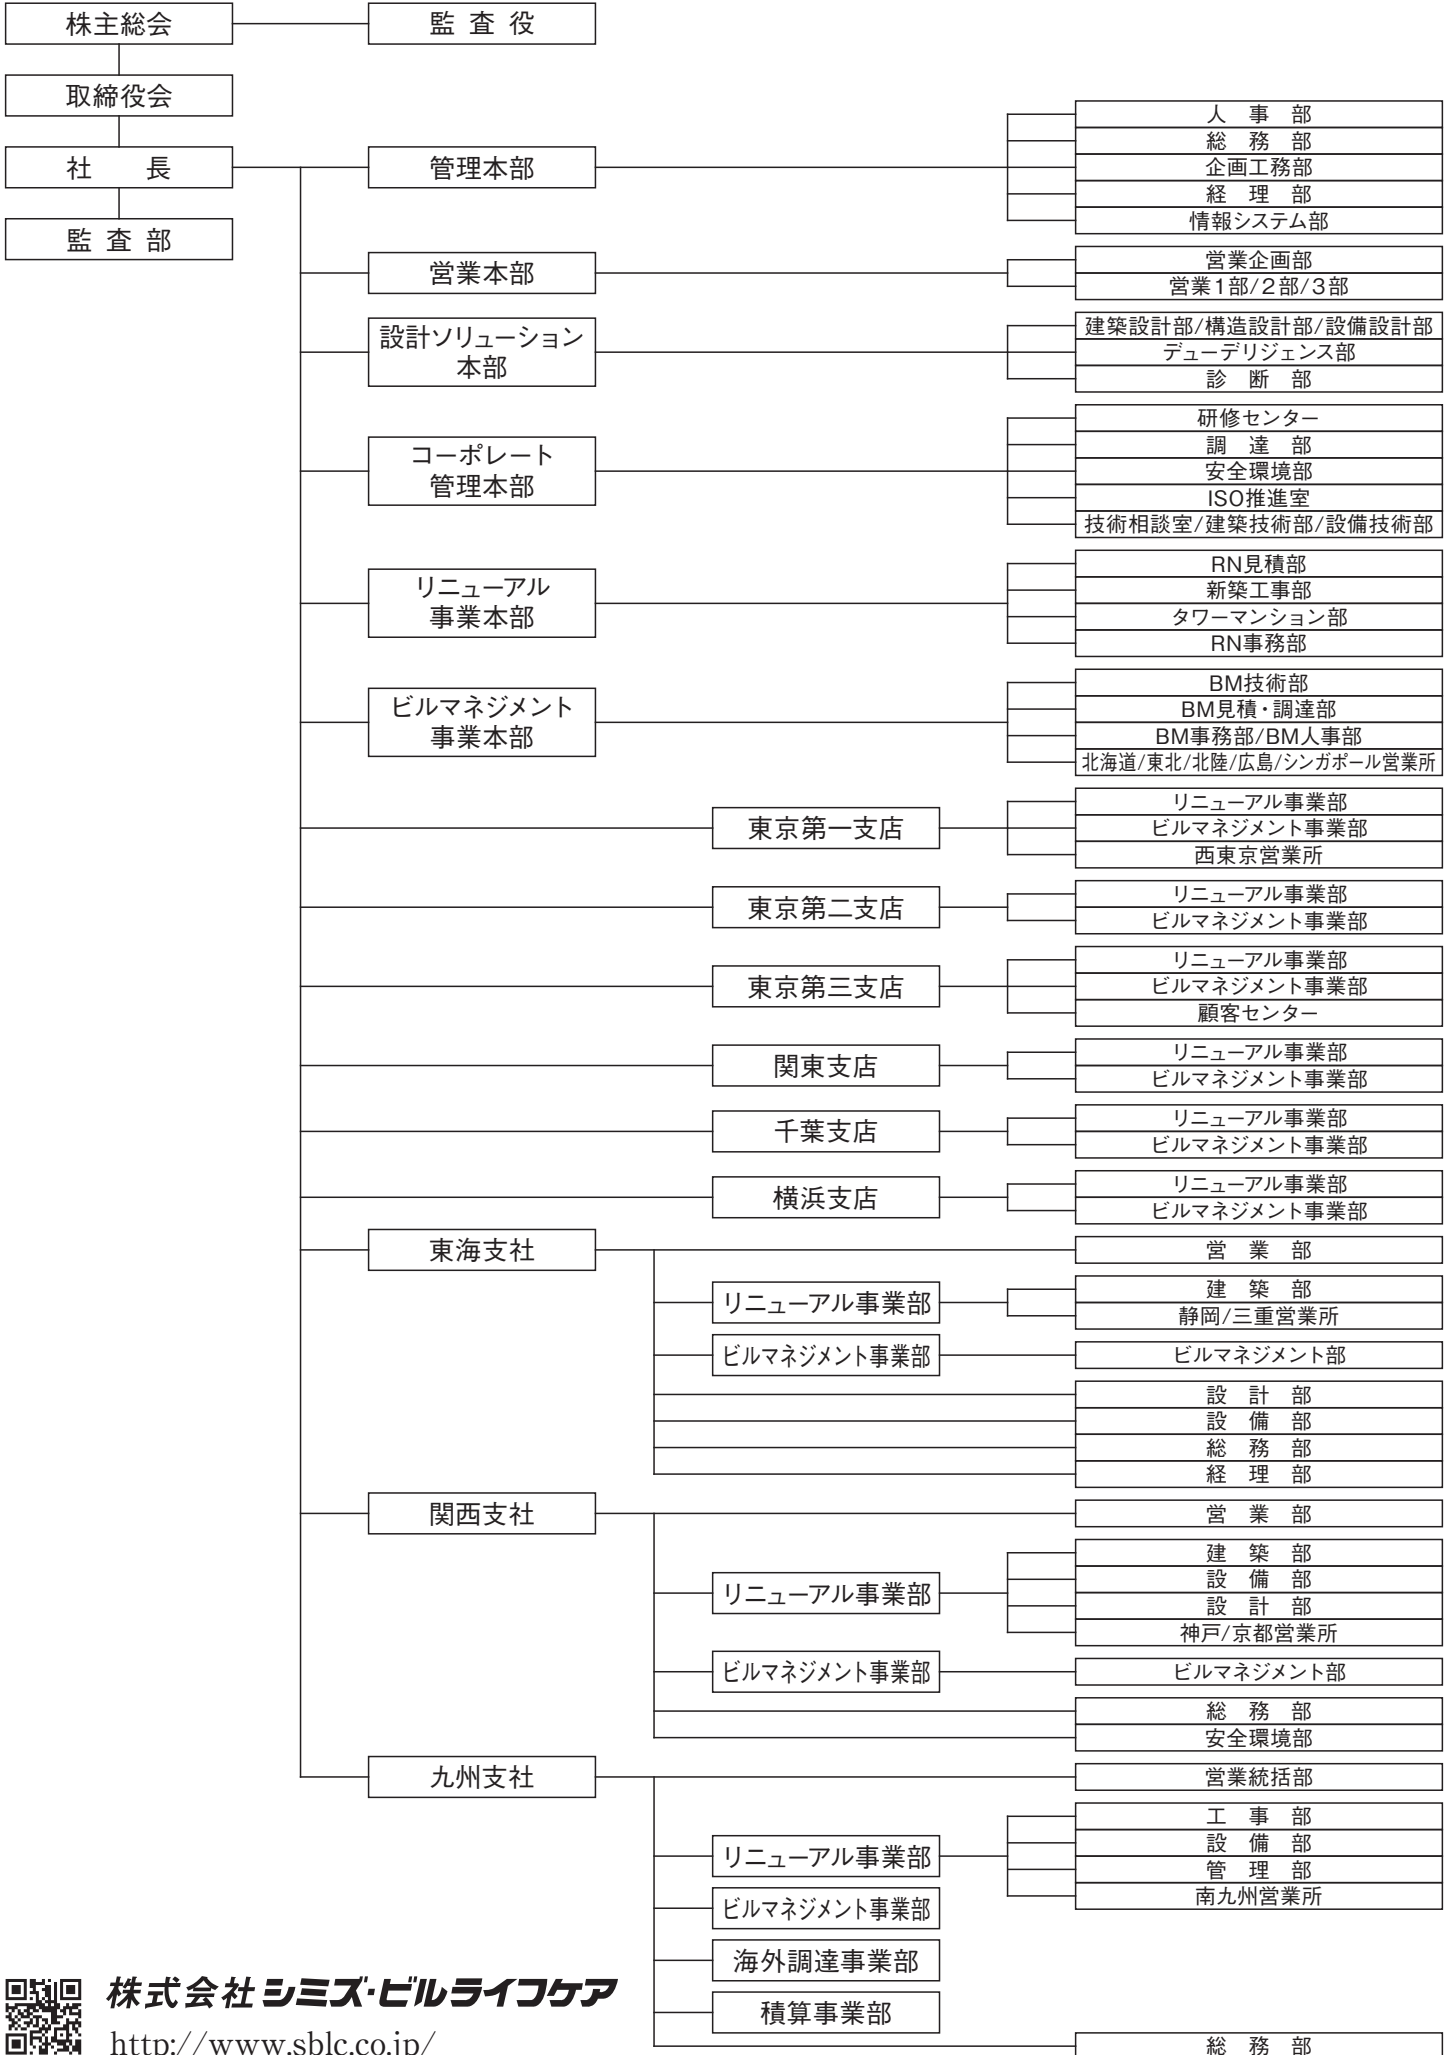 株主総会
監査役
取締役会
社　長
監査部
管理本部
人事部
総務部
企画工務部
経理部
情報システム部
営業本部
営業企画部
営業1部/2部/3部
設計ソリューション
本部
建築設計部/構造設計部/設備設計部
デューデリジェンス部
診断部
コーポレート
管理本部
研修センター
調達部
安全環境部
ISO推進室
技術相談室/建築技術部/設備技術部
リニューアル
事業本部
RN見積部
新築工事部
タワーマンション部
RN事務部
ビルマネジメント
事業本部
BM技術部
BM見積・調達部
BM事務部/BM人事部
北海道/東北/北陸/広島/シンガポール営業所
東京第一支店
リニューアル事業部
ビルマネジメント事業部
西東京営業所
東京第二支店
リニューアル事業部
ビルマネジメント事業部
東京第三支店
リニューアル事業部
ビルマネジメント事業部
顧客センター
関東支店
リニューアル事業部
ビルマネジメント事業部
千葉支店
リニューアル事業部
ビルマネジメント事業部
横浜支店
リニューアル事業部
ビルマネジメント事業部
東海支社
営業部
リニューアル事業部
建築部
静岡/三重営業所
ビルマネジメント事業部
ビルマネジメント部
設計部
設備部
総務部
経理部
関西支社
営業部
リニューアル事業部
建築部
設備部
設計部
神戸/京都営業所
ビルマネジメント事業部
ビルマネジメント部
総務部
安全環境部
九州支社
営業統括部
リニューアル事業部
工事部
設備部
管理部
南九州営業所
ビルマネジメント事業部
海外調達事業部
積算事業部
総務部
株式会社シミズ・ビルライフケア
http://www.sblc.co.jp/